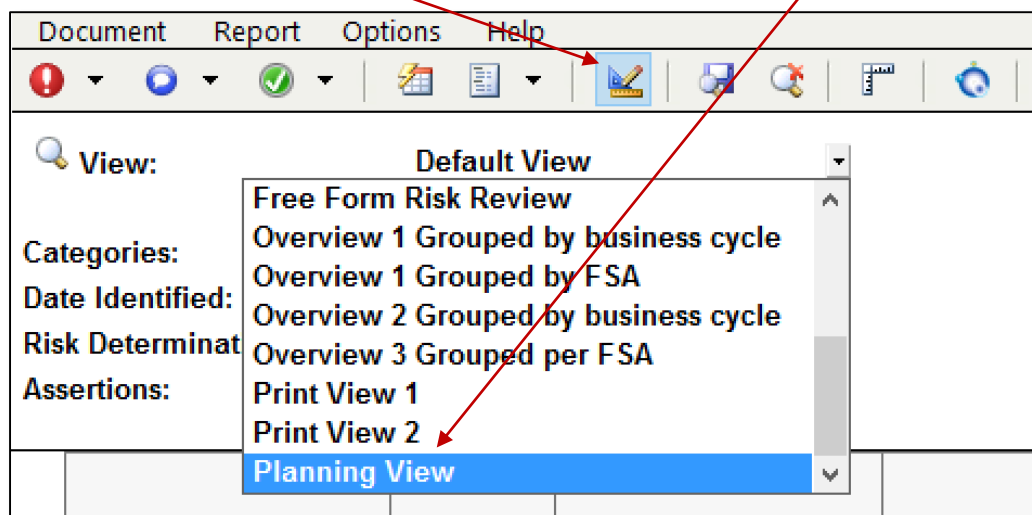 Document Report Options Help
View: Default View
Free Form Risk Review
Categories: Overview 1 Grouped by business cycle
Overview 1 Grouped by FSA
Date Identified: Overview 2 Grouped by business cycle
Risk Determinat Overview 3 Grouped per FSA
Assertions: Print View 1
Print View 2
Planning View